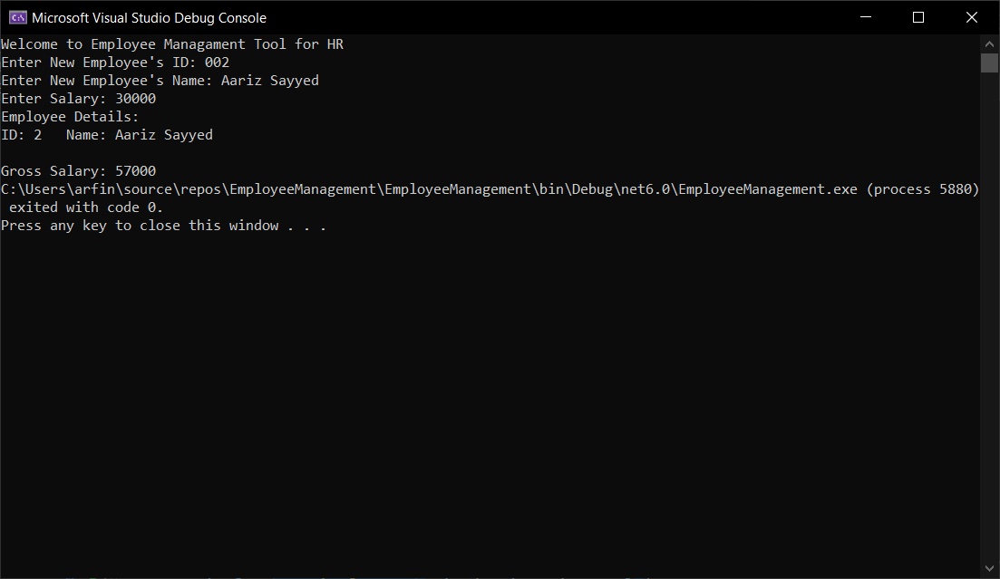 Microsoft Visual Studio Debug Console
Welcome to Employee Managament Tool for HR
Enter New Employee's ID: 002
Enter New Employee's Name: Aariz Sayyed
Enter Salary: 30000
Employee Details:
ID: 2   Name: Aariz Sayyed
Gross Salary: 57000
C:\Users\arfin\source\repos\EmployeeManagement\EmployeeManagement\bin\Debug\net6.0\EmployeeManagement.exe (process 5880)
exited with code 0.
Press any key to close this window . . .